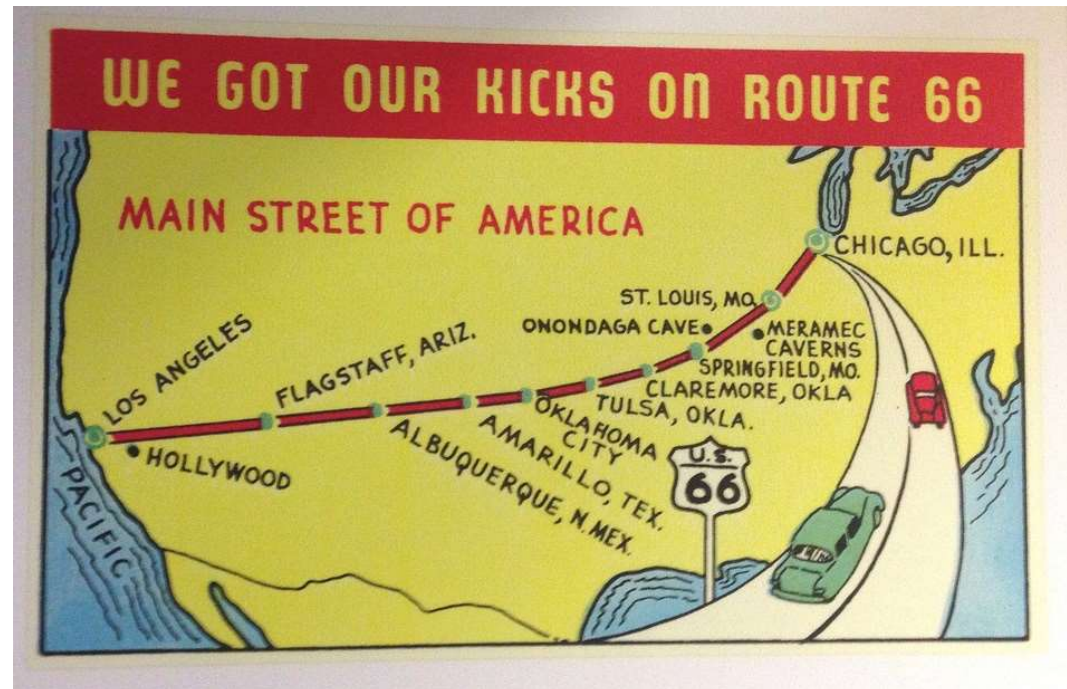 WE GOT OUR KICKS ON ROUTE 66
MAIN STREET OF AMERICA
CHICAGO, ILL.
ST. LOUIS, MO.
ONONDAGA CAVE
MERAMEC
CAVERNS
SPRINGFIELD, MO.
CLAREMORE, OKLA
TULSA, OKLA.
OKLAHOMA
CITY
AMARILLO, TEX.
ALBUQUERQUE, N. MEX.
FLAGSTAFF, ARIZ.
LOS ANGELES
HOLLYWOOD
PACIFIC
U.S.
66